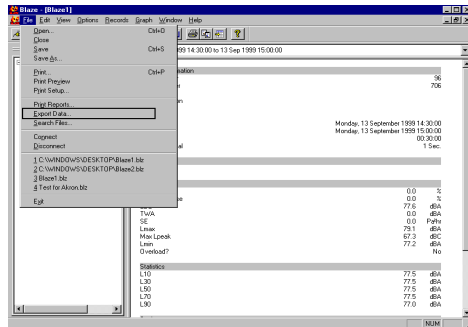 Blaze - [Blaze1]
File Edit View Options Records Graph Window Help
Open... Ctrl+O
Close
Save Ctrl+S
Save As...
Print... Ctrl+P
Print Preview
Print Setup...
Print Reports...
Export Data...
Search Files...
Connect
Disconnect
1 C:\WINDOWS\DESKTOP\Blaze1.blz
2 C:\WINDOWS\DESKTOP\Blaze2.blz
3 Blaze1.blz
4 Test for Akron.blz
Exit
99 14:30:00 to 13 Sep 1999 15:00:00
96
706
Monday, 13 September 1999 14:30:00
Monday, 13 September 1999 15:00:00
00:30:00
1 Sec.
0.0 %
0.0 %
77.6 dBA
TWA 0.0 dBA
SE 0.0 Pa²hr
Lmax 79.1 dBA
Max Lpeak 67.3 dBC
Lmin 77.2 dBA
Overload? No
Statistics
L10 77.5 dBA
L30 77.5 dBA
L50 77.5 dBA
L70 77.5 dBA
L90 77.0 dBA
NUM